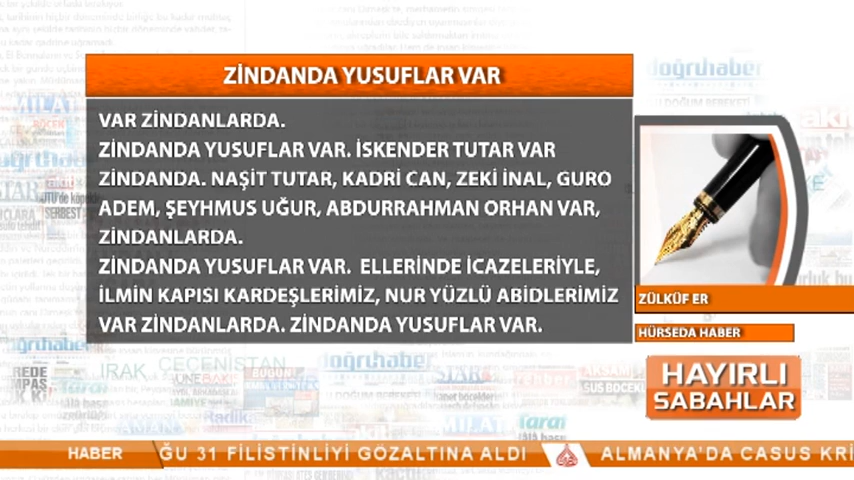 ZİNDANDA YUSUFLAR VAR
VAR ZİNDANLARDA.
ZİNDANDA YUSUFLAR VAR. İSKENDER TUTAR VAR
ZİNDANDA. NAŞİT TUTAR, KADRİ CAN, ZEKİ İNAL, GURO
ADEM, ŞEYHMUS UĞUR, ABDURRAHMAN ORHAN VAR,
ZİNDANLARDA.
ZİNDANDA YUSUFLAR VAR. ELLERİNDE İCAZELERİYLE,
İLMİN KAPISI KARDEŞLERİMİZ, NUR YÜZLÜ ABİDLERİMİZ
VAR ZİNDANLARDA. ZİNDANDA YUSUFLAR VAR.
ZÜLKÜF ER
HÜRSEDA HABER
HAYIRLI
SABAHLAR
IRAK ÇEÇENİSTAN
HABER ĞU 31 FİLİSTİNLİYİ GÖZALTINA ALDI ALMANYA'DA CASUS KRİ